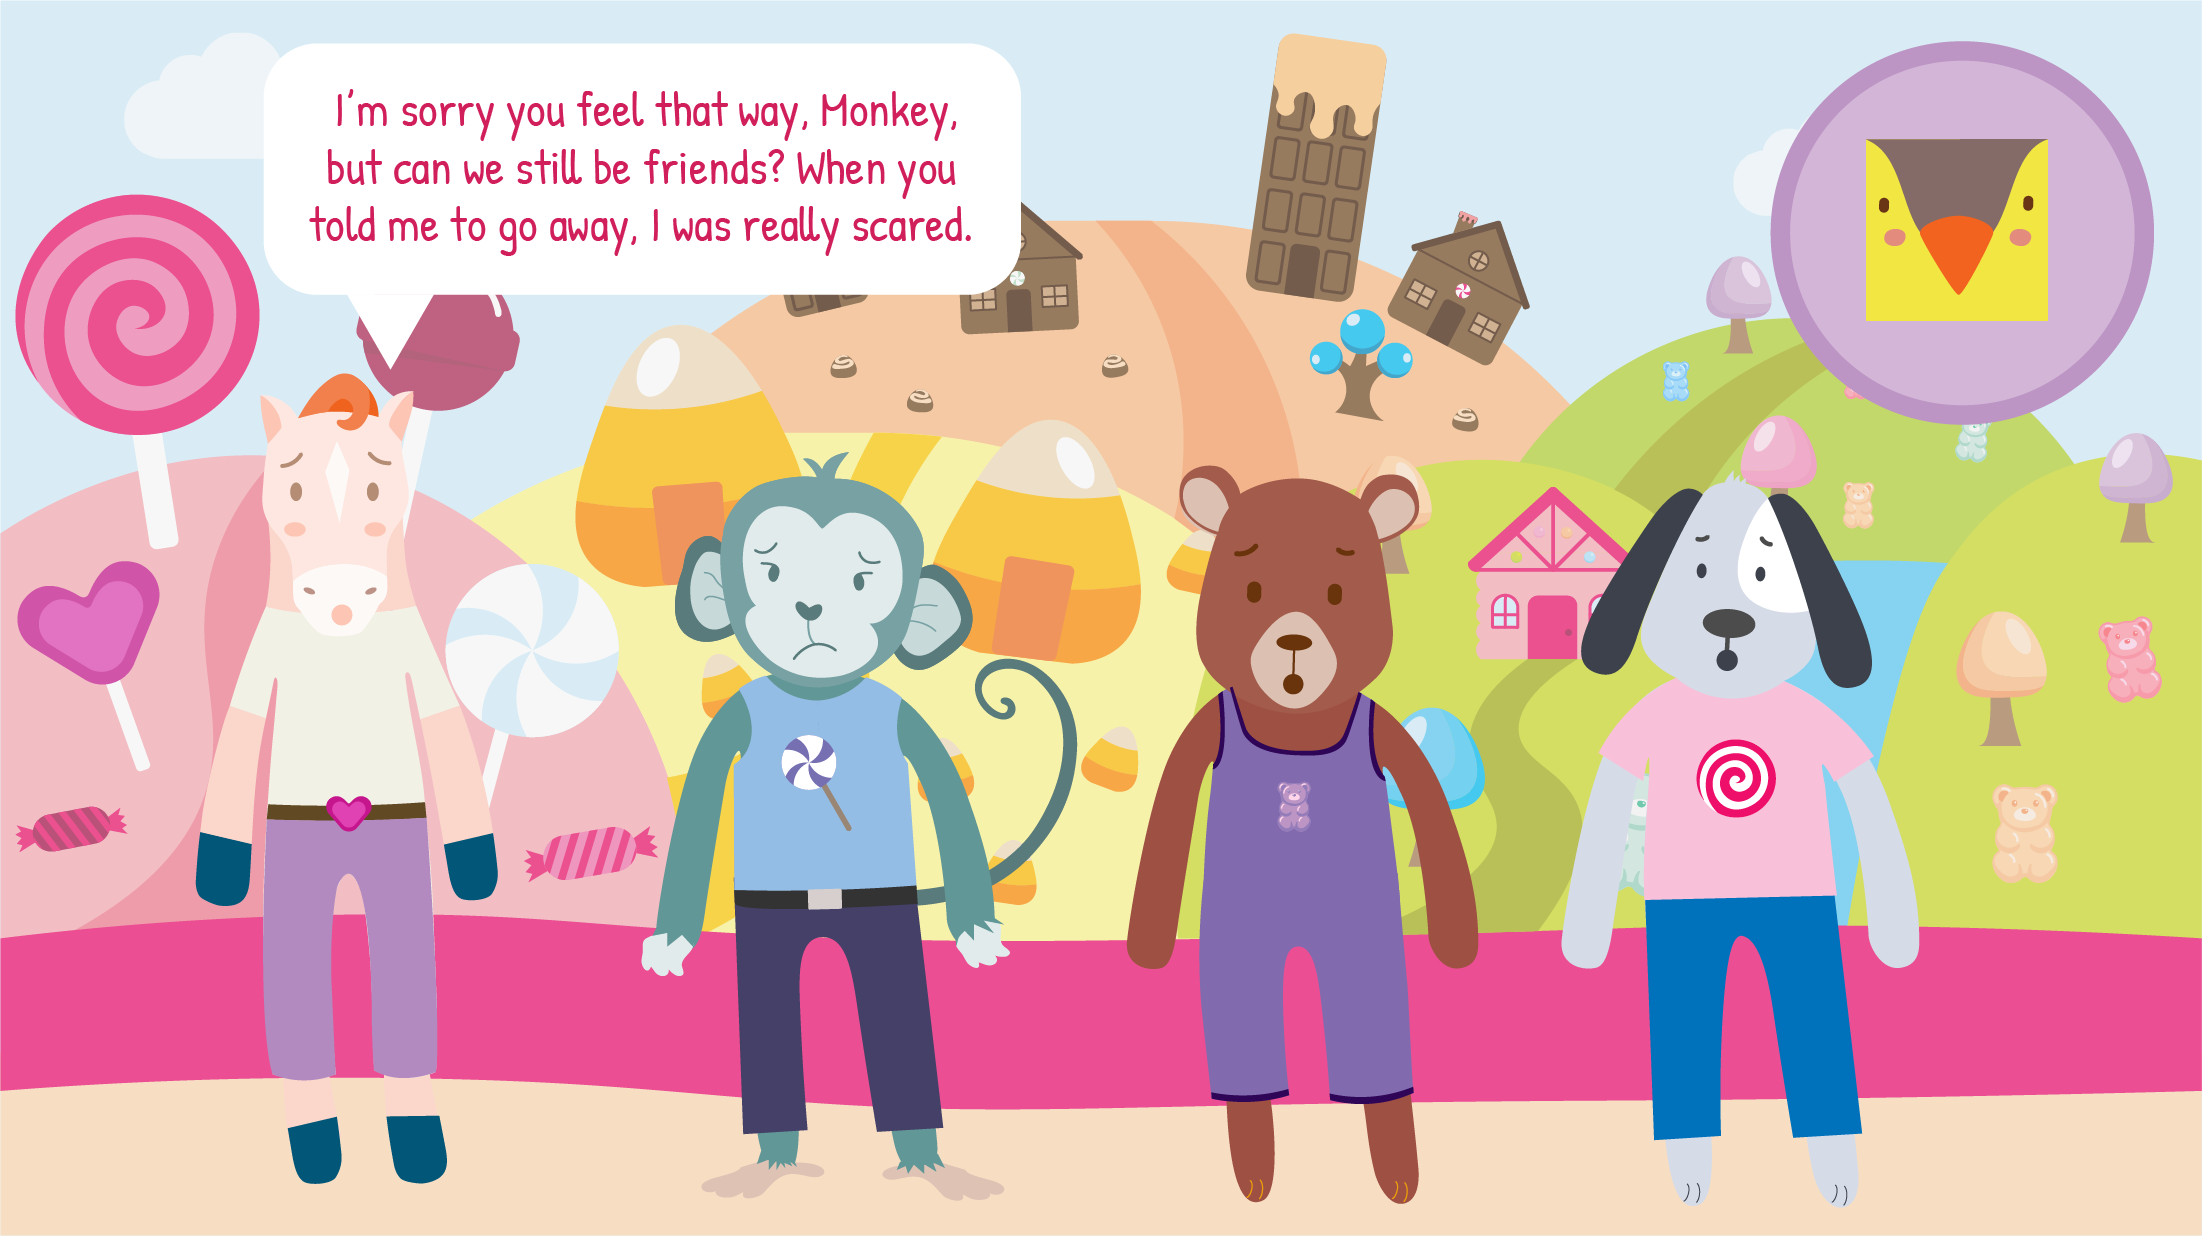 I'm sorry you feel that way, Monkey,
but can we still be friends? When you
told me to go away, I was really scared.